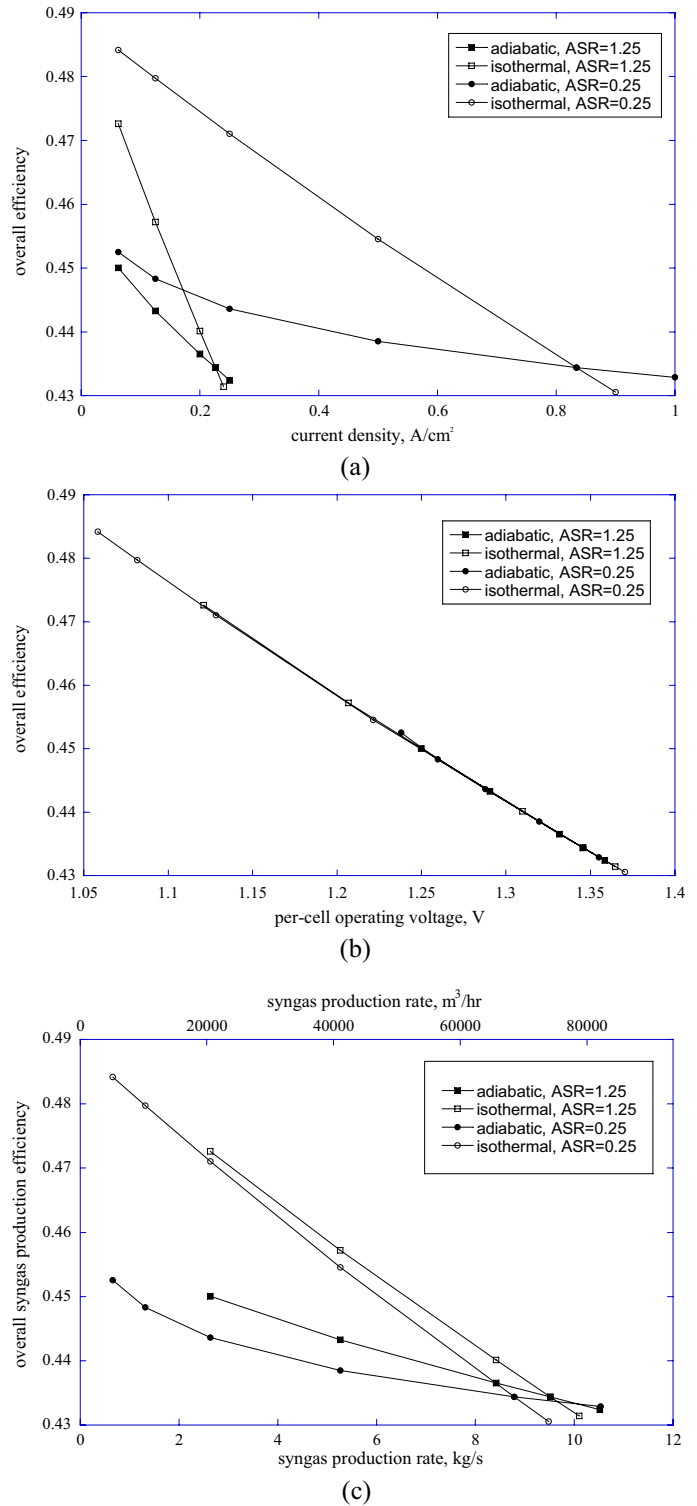 0.49
0.48
0.47
0.46
0.45
0.44
0.43
overall efficiency
adiabatic, ASR=1.25
isothermal, ASR=1.25
adiabatic, ASR=0.25
isothermal, ASR=0.25
0 0.2 0.4 0.6 0.8 1
current density, A/cm²
(a)
0.49
0.48
0.47
0.46
0.45
0.44
0.43
overall efficiency
adiabatic, ASR=1.25
isothermal, ASR=1.25
adiabatic, ASR=0.25
isothermal, ASR=0.25
1.05 1.1 1.15 1.2 1.25 1.3 1.35 1.4
per-cell operating voltage, V
(b)
syngas production rate, m³/hr
0 20000 40000 60000 80000
0.49
0.48
0.47
0.46
0.45
0.44
0.43
overall syngas production efficiency
adiabatic, ASR=1.25
isothermal, ASR=1.25
adiabatic, ASR=0.25
isothermal, ASR=0.25
0 2 4 6 8 10 12
syngas production rate, kg/s
(c)